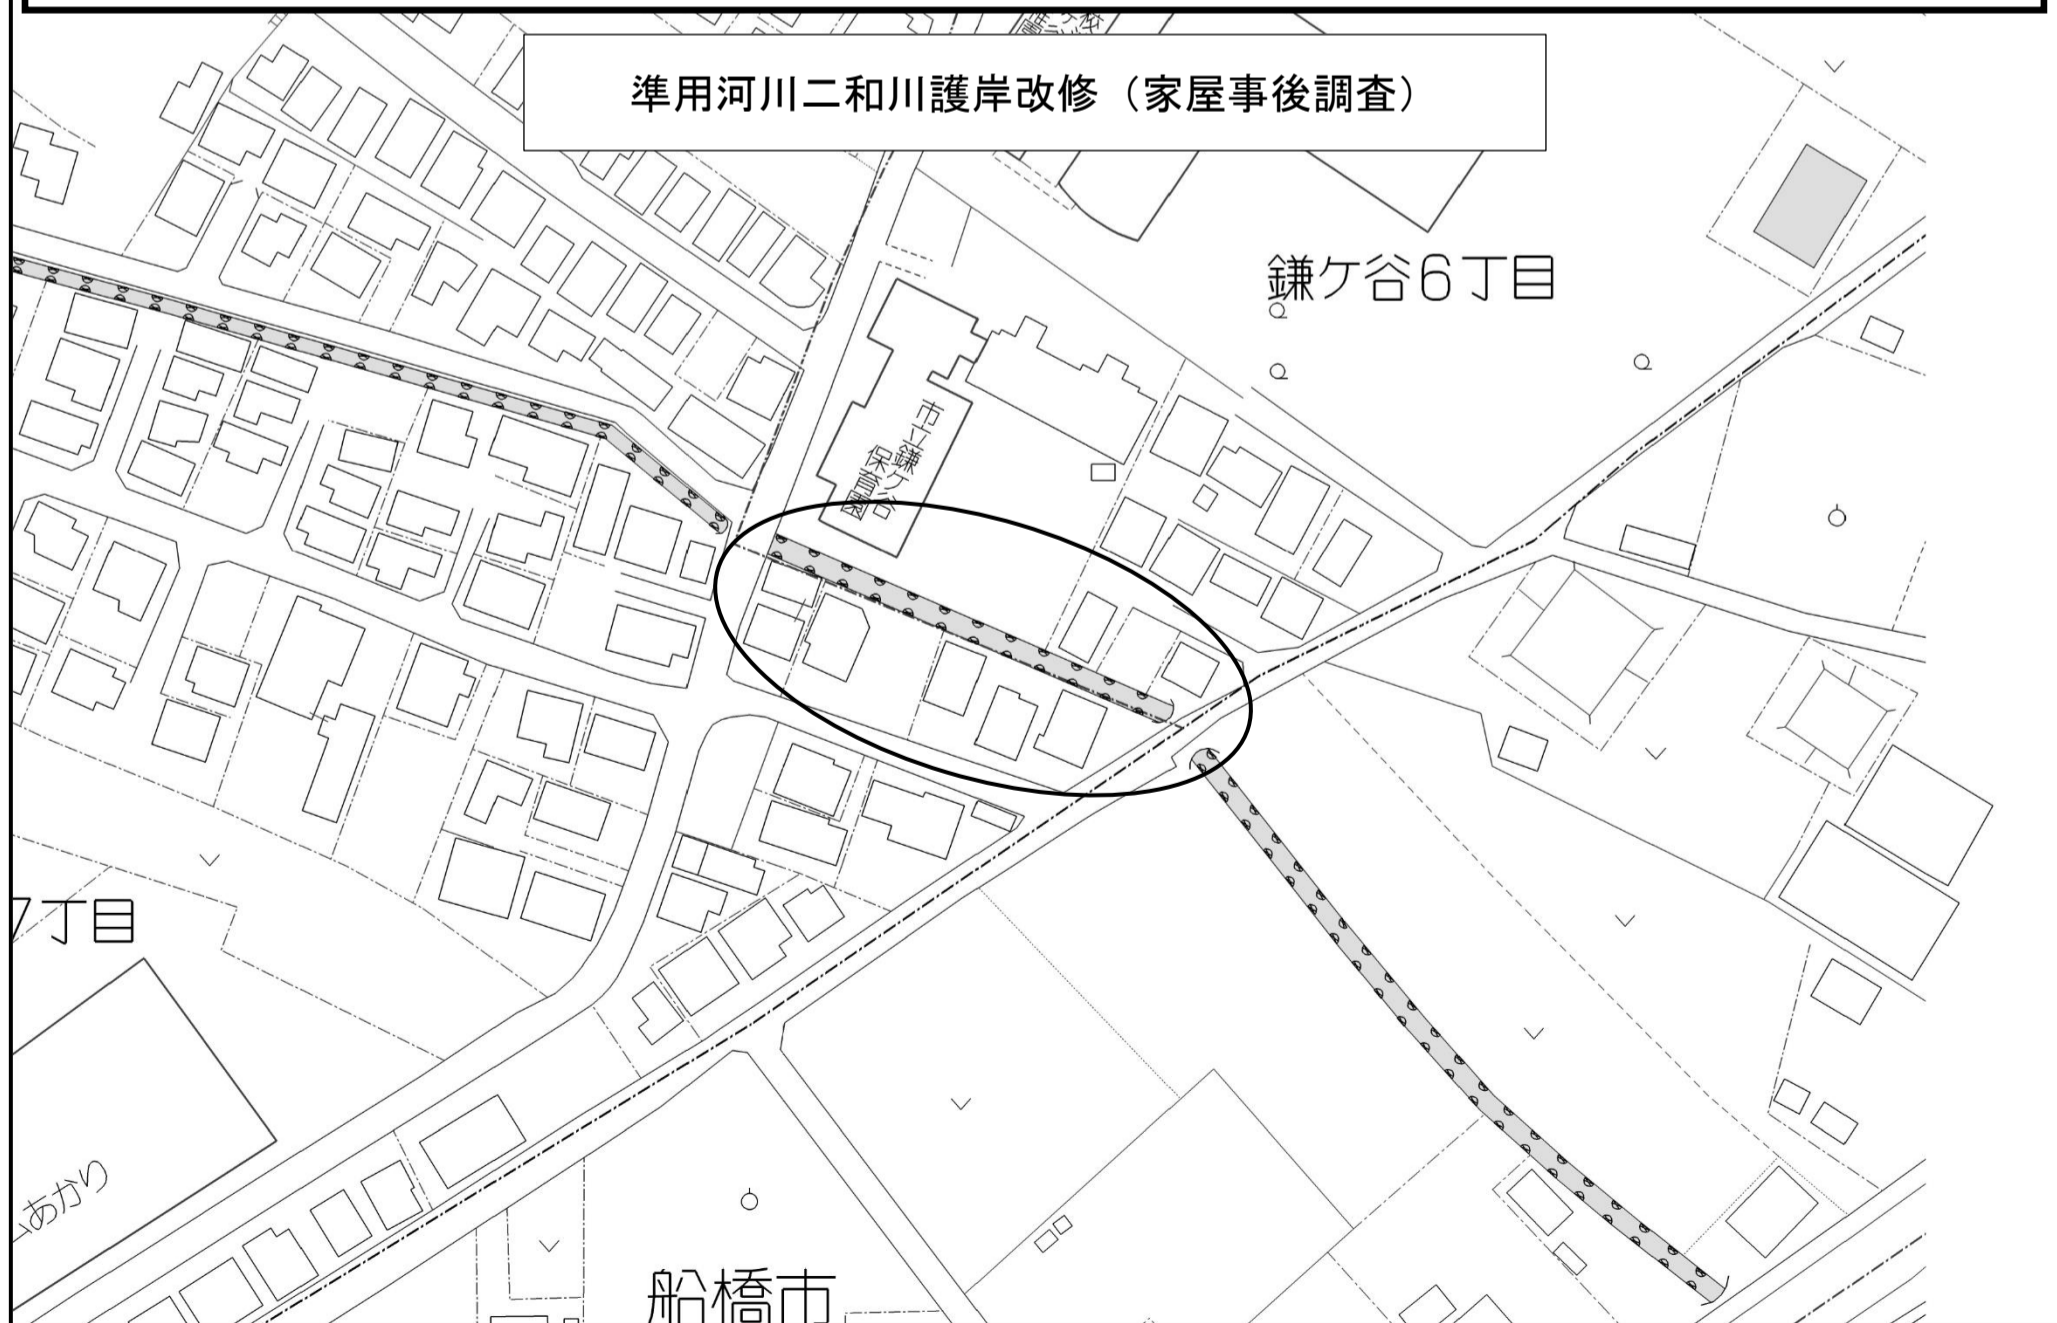 準用河川二和川護岸改修（家屋事後調査）
鎌ケ谷6丁目
市立鎌ケ谷
保育園
7丁目
あかり
船橋市